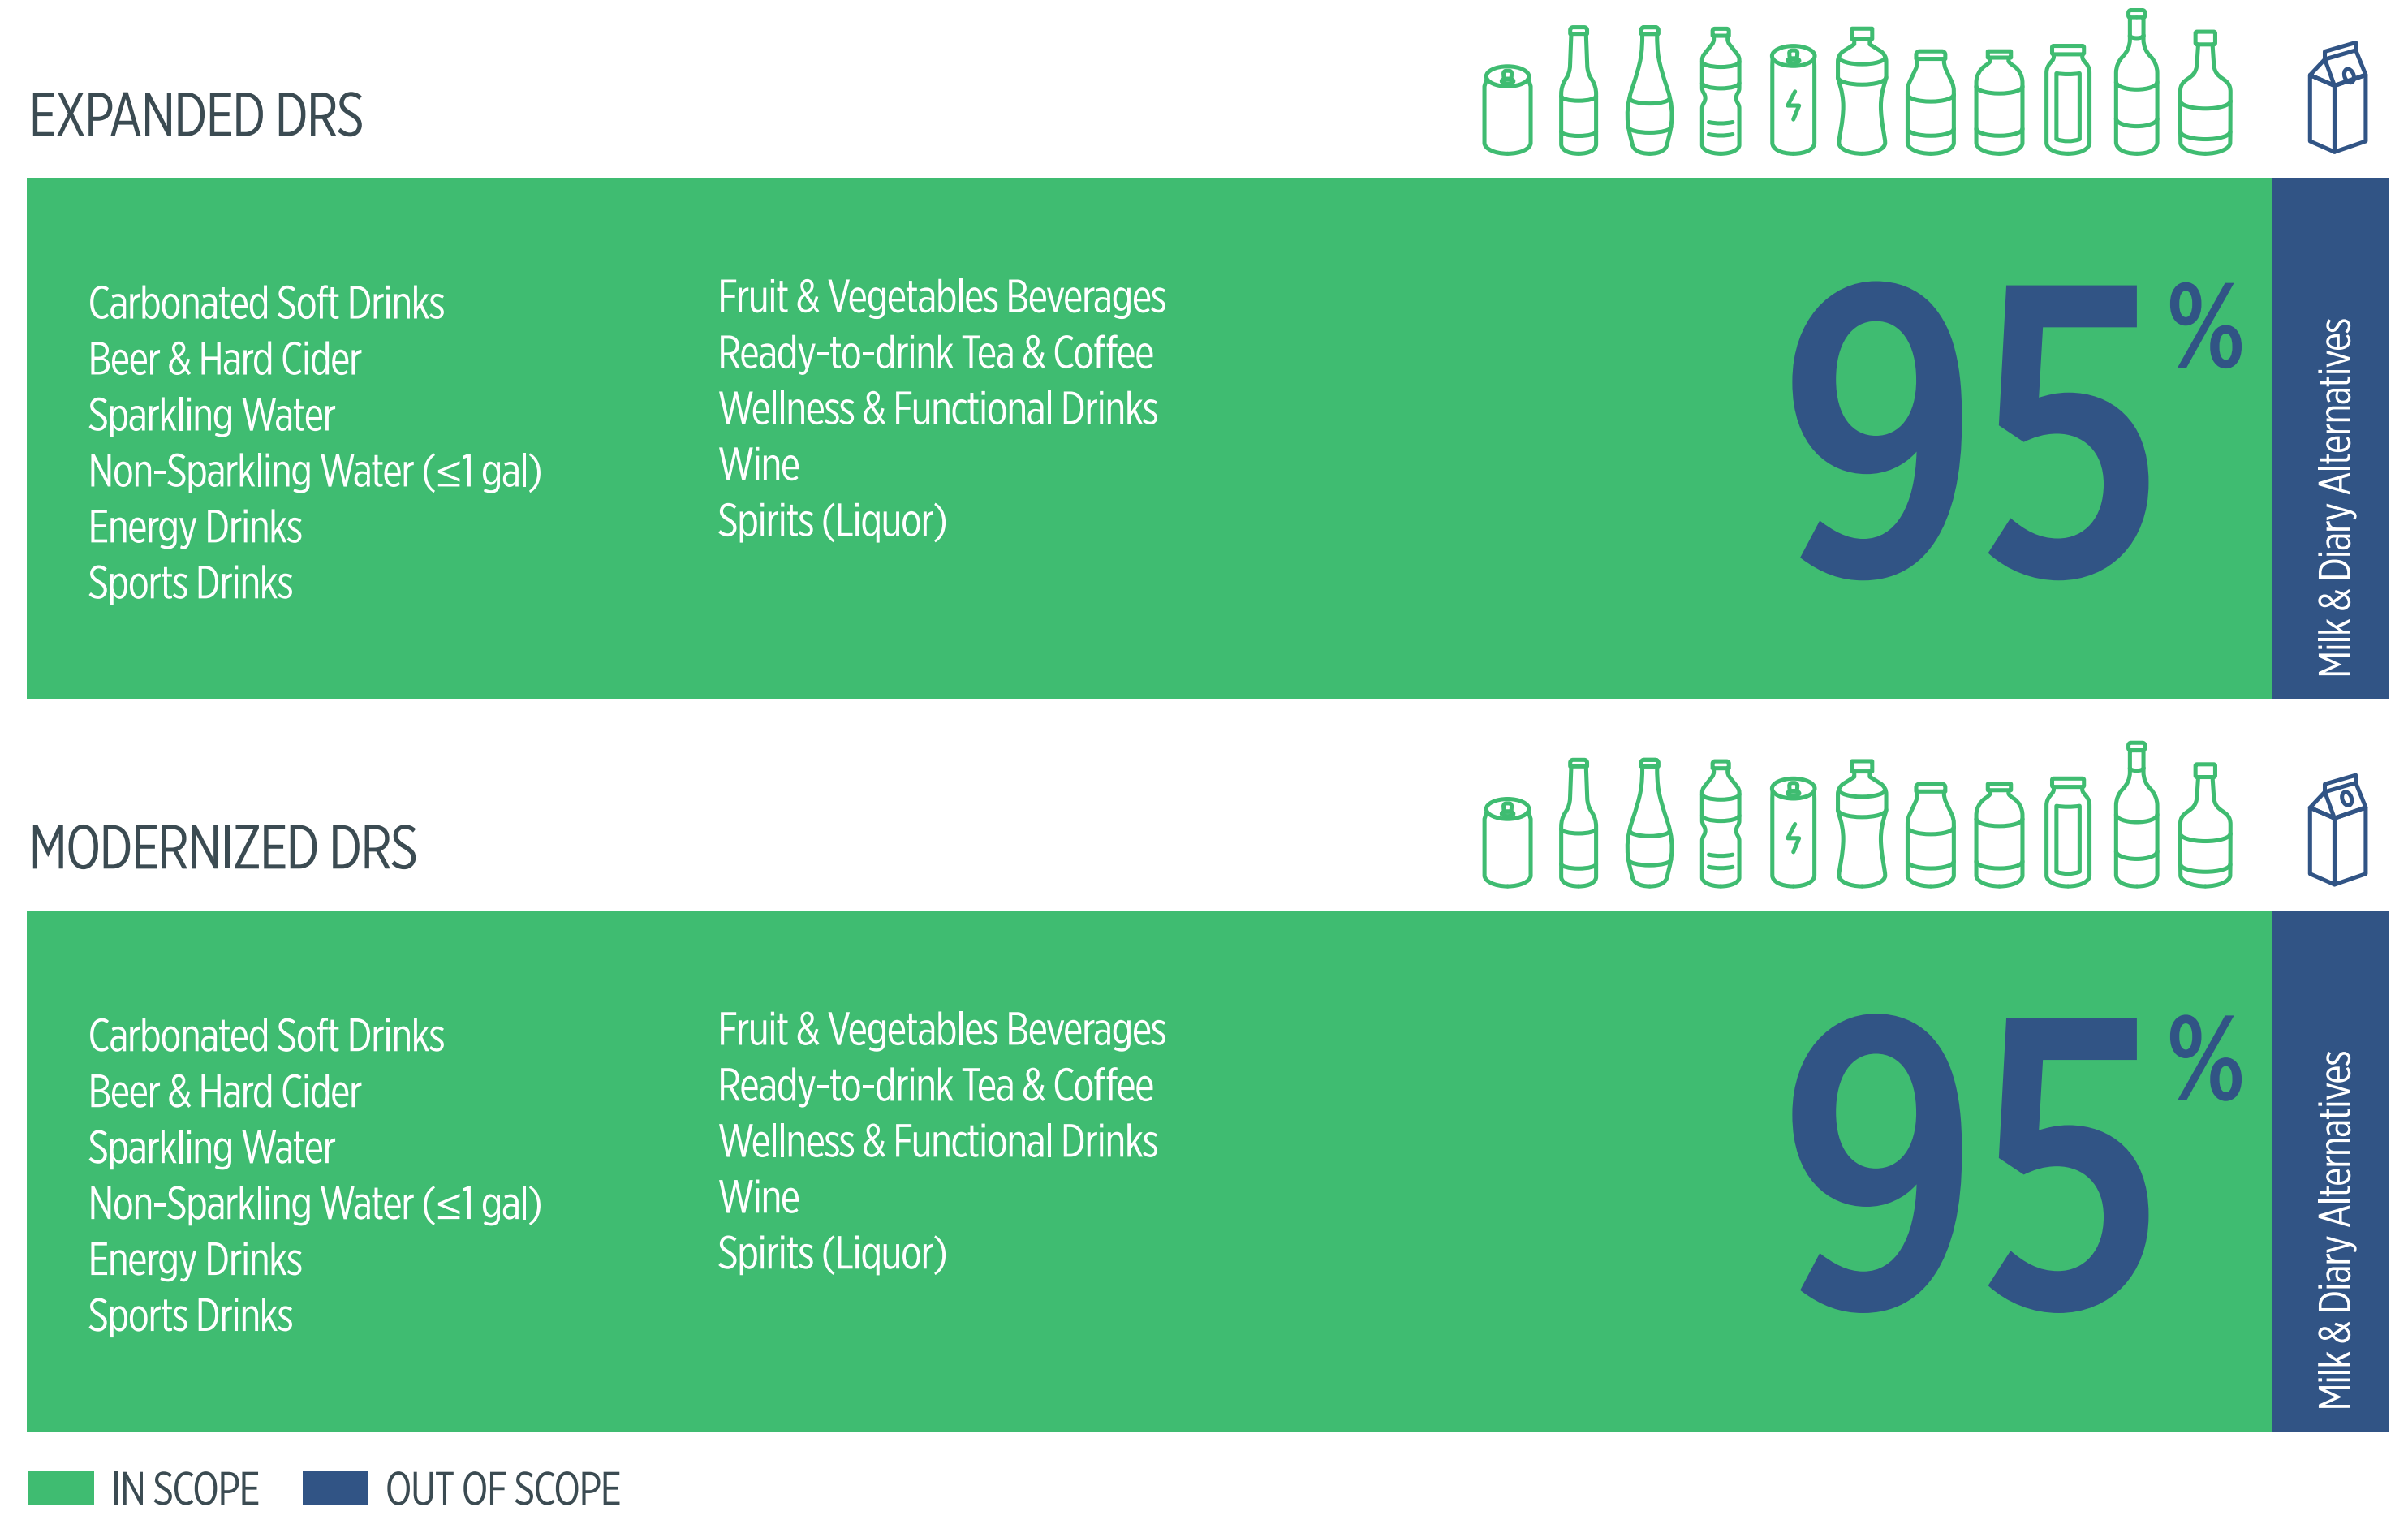 EXPANDED DRS
Carbonated Soft Drinks
Beer & Hard Cider
Sparkling Water
Non-Sparkling Water (≤1 gal)
Energy Drinks
Sports Drinks
Fruit & Vegetables Beverages
Ready-to-drink Tea & Coffee
Wellness & Functional Drinks
Wine
Spirits (Liquor)
95%
Milk & Diary Alternatives
MODERNIZED DRS
Carbonated Soft Drinks
Beer & Hard Cider
Sparkling Water
Non-Sparkling Water (≤1 gal)
Energy Drinks
Sports Drinks
Fruit & Vegetables Beverages
Ready-to-drink Tea & Coffee
Wellness & Functional Drinks
Wine
Spirits (Liquor)
95%
Milk & Diary Alternatives
IN SCOPE
OUT OF SCOPE